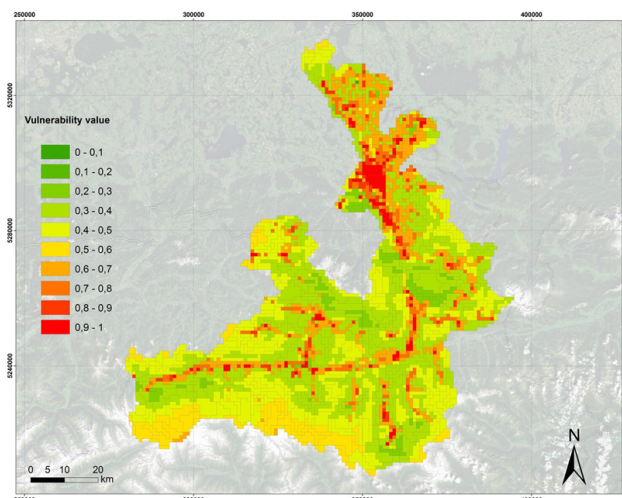 250000 300000 350000 400000
5320000
5280000
5240000
Vulnerability value
0 - 0,1
0,1 - 0,2
0,2 - 0,3
0,3 - 0,4
0,4 - 0,5
0,5 - 0,6
0,6 - 0,7
0,7 - 0,8
0,8 - 0,9
0,9 - 1
N
0 5 10 20
km